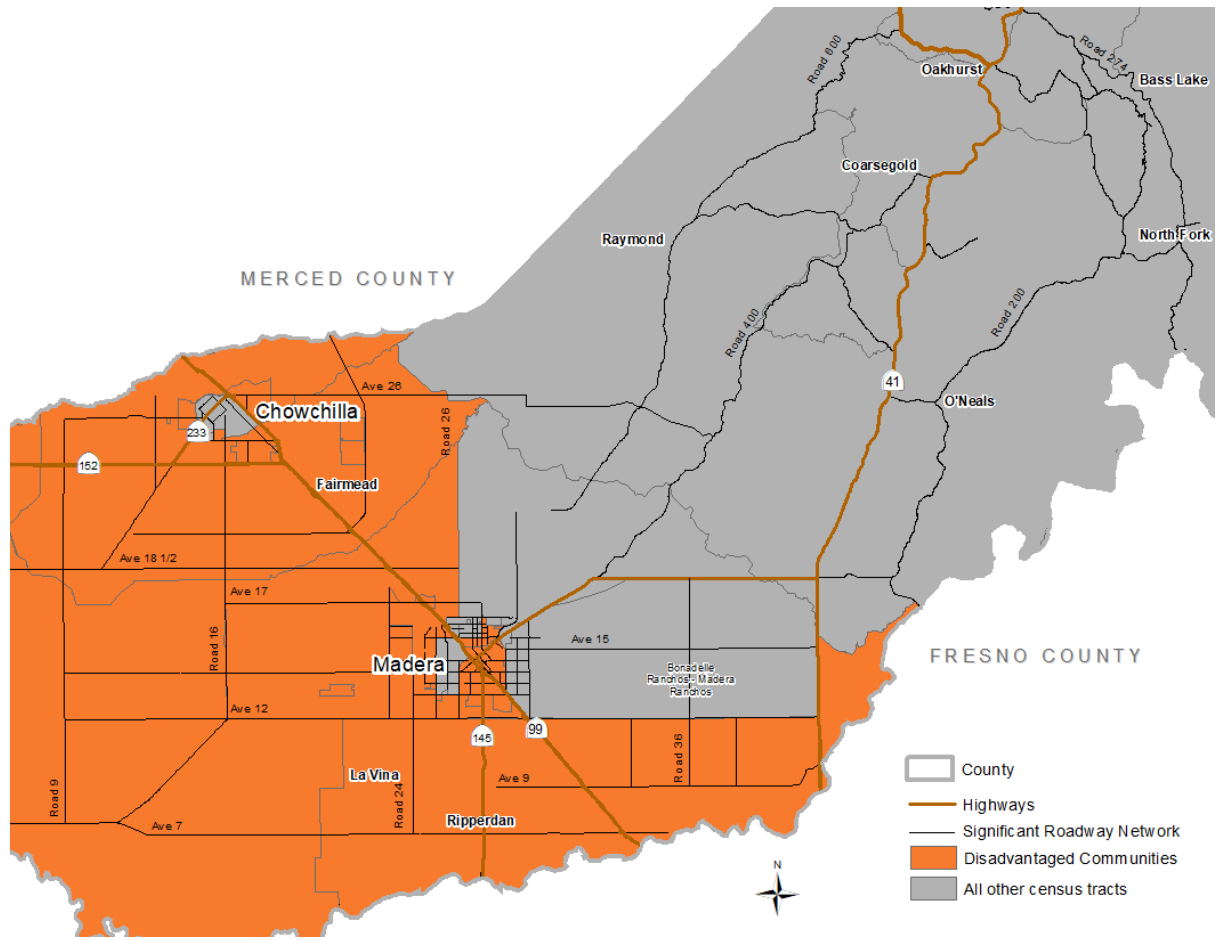 Road 600
Oakhurst
Road 274
Bass Lake
Coarsegold
Raymond
North Fork
MERCED COUNTY
Road 400
Road 200
41
O'Neals
Ave 26
Chowchilla
233
Road 26
152
Fairmead
Ave 18 1/2
Ave 17
Road 16
Ave 15
Madera
Bonadelle
Ranchos - Madera
Ranchos
FRESNO COUNTY
Ave 12
99
145
Road 36
La Vina
Road 9
Road 24
Ave 9
Ripperdan
Ave 7
County
Highways
Significant Roadway Network
Disadvantaged Communities
All other census tracts
N